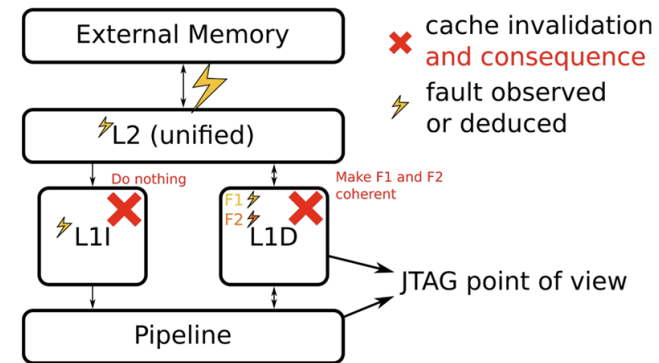 External Memory
cache invalidation
and consequence
fault observed
or deduced
L2 (unified)
Do nothing
Make F1 and F2
coherent
F1
F2
L1I
L1D
JTAG point of view
Pipeline